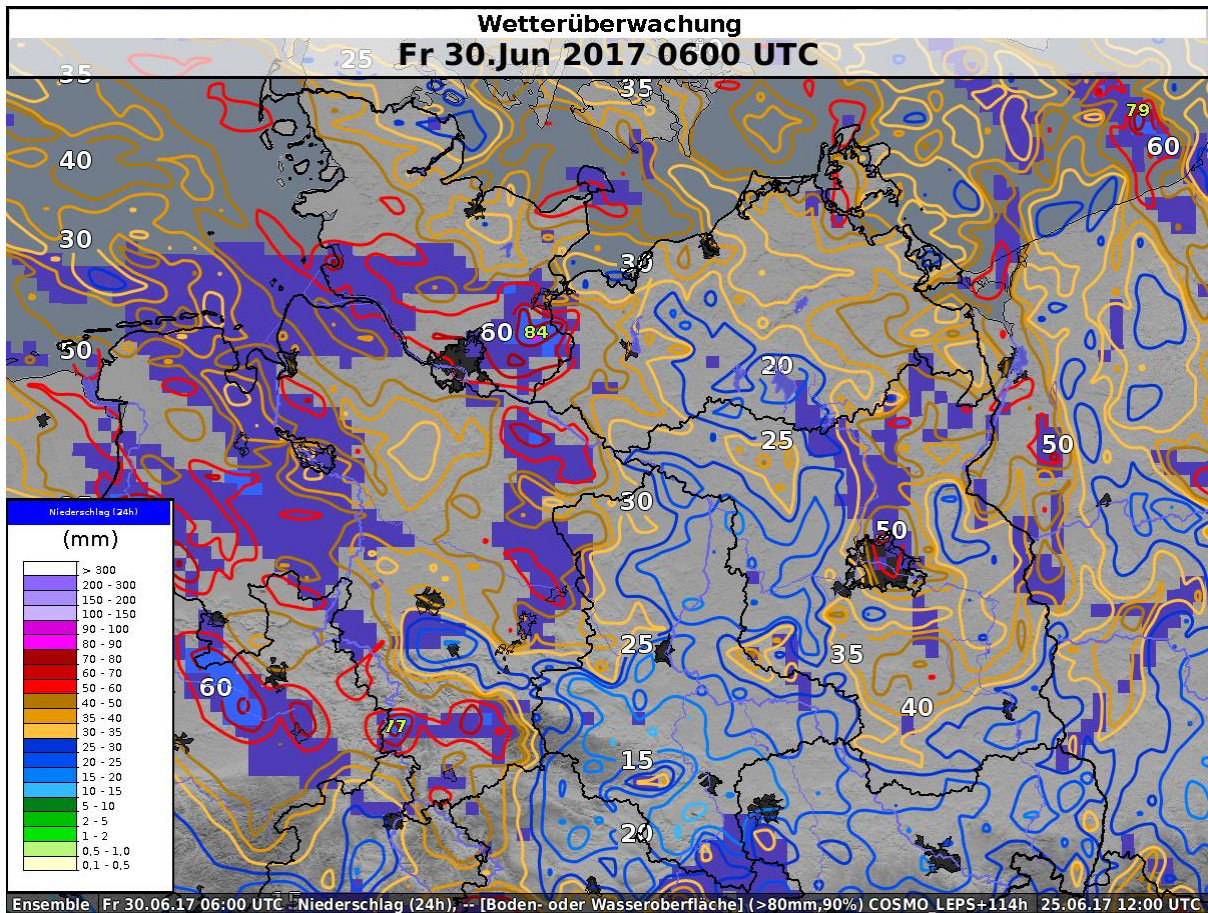 Wetterüberwachung
Fr 30.Jun 2017 0600 UTC
25
35
35
79
60
40
30
30
60 84
50
20
50
25
30
50
25
35
60
40
77
15
20
Niederschlag (24h)
(mm)
> 300
200 - 300
150 - 200
100 - 150
90 - 100
80 - 90
70 - 80
60 - 70
50 - 60
40 - 50
35 - 40
30 - 35
25 - 30
20 - 25
15 - 20
10 - 15
5 - 10
2 - 5
1 - 2
0,5 - 1,0
0,1 - 0,5
Ensemble Fr 30.06.17 06:00 UTC Niederschlag (24h), -- [Boden- oder Wasseroberfläche] (>80mm,90%) COSMO_LEPS+114h 25.06.17 12:00 UTC